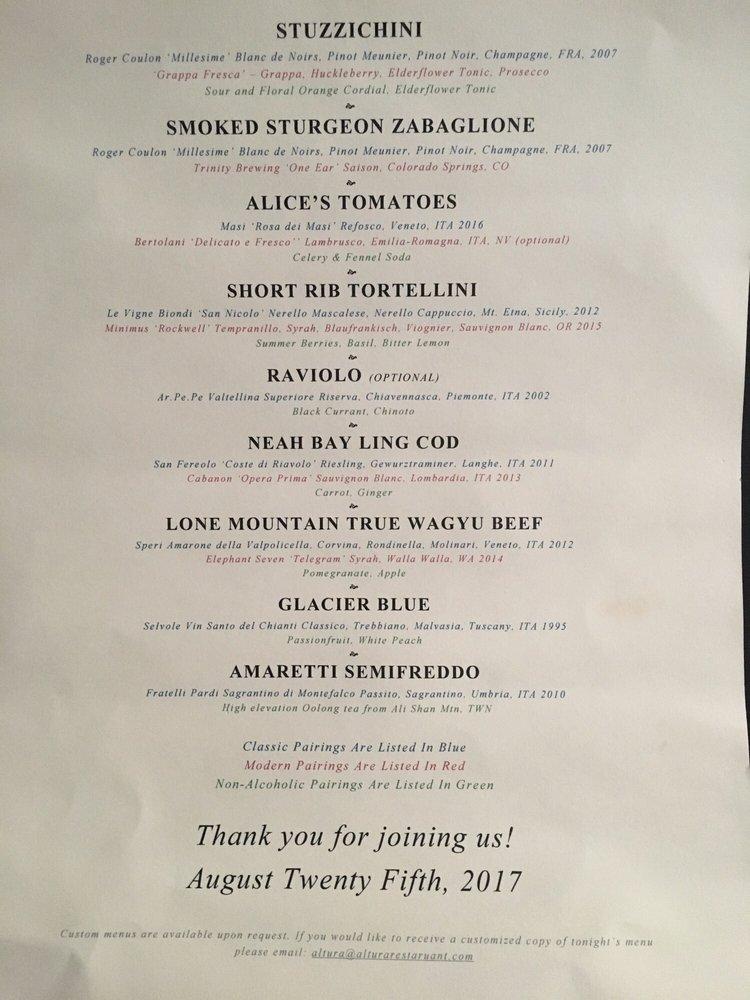 STUZZICHINI
Roger Coulon 'Millesime' Blanc de Noirs, Pinot Meunier, Pinot Noir, Champagne, FRA, 2007
'Grappa Fresca' – Grappa, Huckleberry, Elderflower Tonic, Prosecco
Sour and Floral Orange Cordial, Elderflower Tonic
SMOKED STURGEON ZABAGLIONE
Roger Coulon 'Millesime' Blanc de Noirs, Pinot Meunier, Pinot Noir, Champagne, FRA, 2007
Trinity Brewing 'One Ear' Saison, Colorado Springs, CO
ALICE'S TOMATOES
Masi 'Rosa dei Masi' Refosco, Veneto, ITA 2016
Bertolani 'Delicato e Fresco'' Lambrusco, Emilia-Romagna, ITA, NV (optional)
Celery & Fennel Soda
SHORT RIB TORTELLINI
Le Vigne Biondi 'San Nicolo' Nerello Mascalese, Nerello Cappuccio, Mt. Etna, Sicily, 2012
Minimus 'Rockwell' Tempranillo, Syrah, Blaufrankisch, Viognier, Sauvignon Blanc, OR 2015
Summer Berries, Basil, Bitter Lemon
RAVIOLO (OPTIONAL)
Ar.Pe.Pe Valtellina Superiore Riserva, Chiavennasca, Piemonte, ITA 2002
Black Currant, Chinoto
NEAH BAY LING COD
San Fereolo 'Coste di Riavolo' Riesling, Gewurztraminer. Langhe, ITA 2011
Cabanon 'Opera Prima' Sauvignon Blanc, Lombardia, ITA 2013
Carrot, Ginger
LONE MOUNTAIN TRUE WAGYU BEEF
Speri Amarone della Valpolicella, Corvina, Rondinella, Molinari, Veneto, ITA 2012
Elephant Seven 'Telegram' Syrah, Walla Walla, WA 2014
Pomegranate, Apple
GLACIER BLUE
Selvole Vin Santo del Chianti Classico, Trebbiano, Malvasia, Tuscany, ITA 1995
Passionfruit, White Peach
AMARETTI SEMIFREDDO
Fratelli Pardi Sagrantino di Montefalco Passito, Sagrantino, Umbria, ITA 2010
High elevation Oolong tea from Ali Shan Mtn, TWN
Classic Pairings Are Listed In Blue
Modern Pairings Are Listed In Red
Non-Alcoholic Pairings Are Listed In Green
Thank you for joining us!
August Twenty Fifth, 2017
Custom menus are available upon request. If you would like to receive a customized copy of tonight's menu
please email: altura@alturarestaruant.com